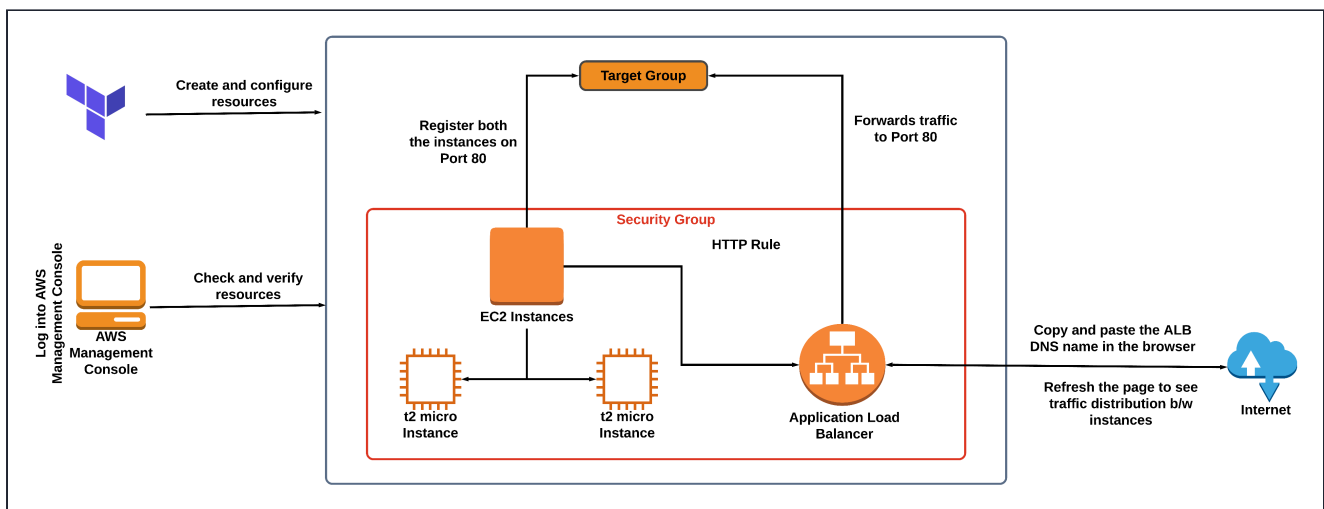 Create and configure
resources
Log into AWS
Management Console
AWS
Management
Console
Check and verify
resources
Target Group
Register both
the instances on
Port 80
Forwards traffic
to Port 80
Security Group
HTTP Rule
EC2 Instances
t2 micro
Instance
t2 micro
Instance
Application Load
Balancer
Copy and paste the ALB
DNS name in the browser
Refresh the page to see
traffic distribution b/w
instances
Internet